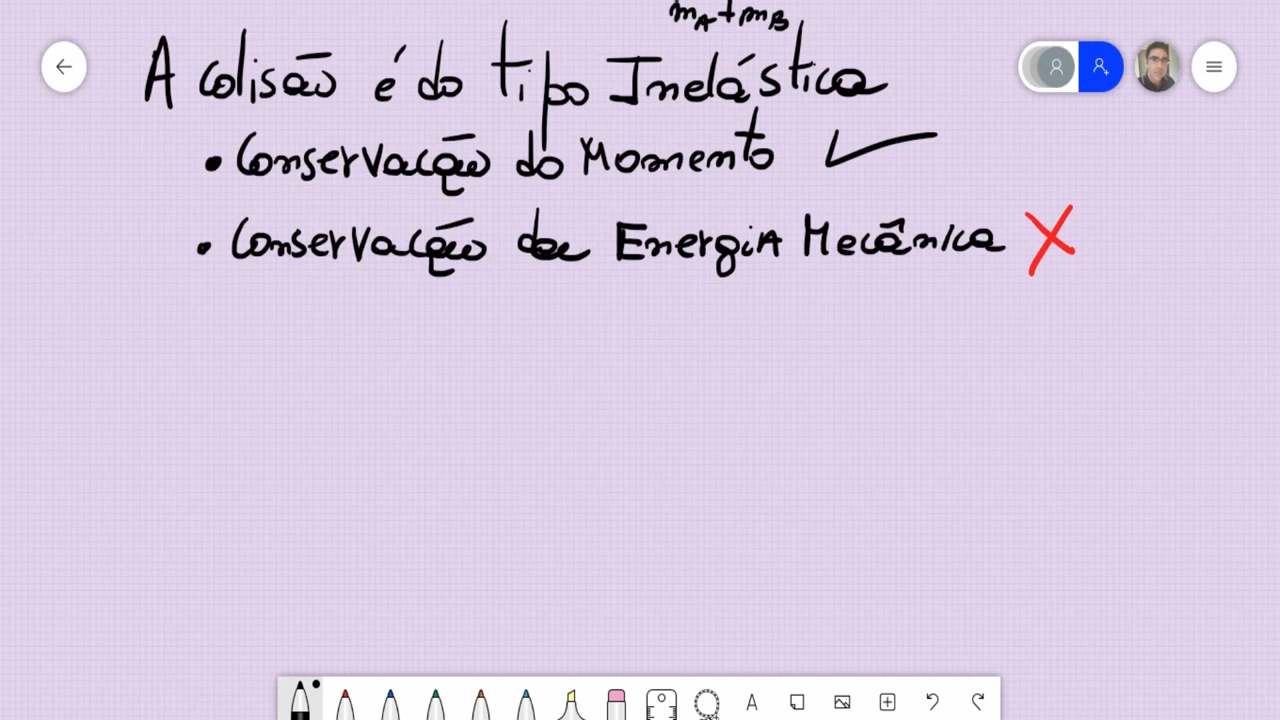 mA+mB
A colisão é do tipo Inelástica
• Conservação do Momento ✓
• Conservação da Energia Mecânica X
A